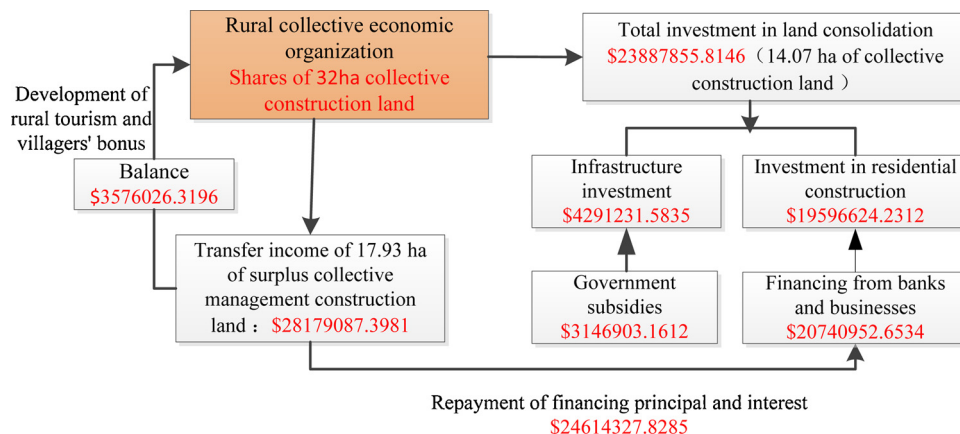 Rural collective economic
organization
Shares of 32ha collective
construction land
Total investment in land consolidation
$23887855.8146（14.07 ha of collective
construction land ）
Development of
rural tourism and
villagers' bonus
Balance
$3576026.3196
Infrastructure
investment
$4291231.5835
Investment in residential
construction
$19596624.2312
Transfer income of 17.93 ha
of surplus collective
management construction
land：$28179087.3981
Government
subsidies
$3146903.1612
Financing from banks
and businesses
$20740952.6534
Repayment of financing principal and interest
$24614327.8285